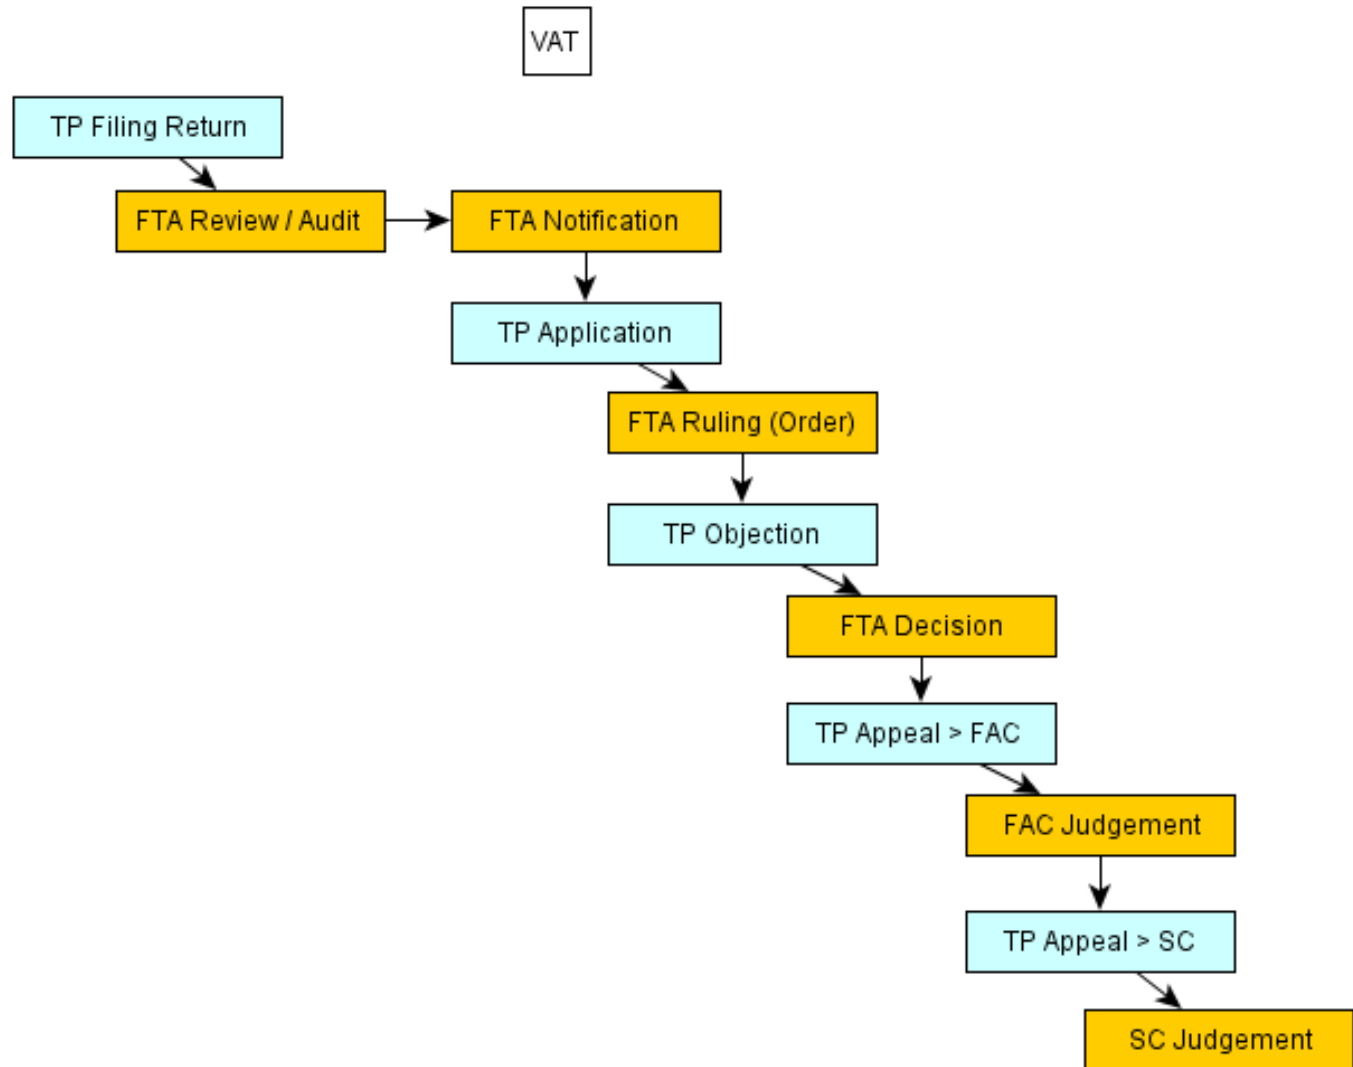 VAT
TP Filing Return
FTA Review / Audit
FTA Notification
TP Application
FTA Ruling (Order)
TP Objection
FTA Decision
TP Appeal > FAC
FAC Judgement
TP Appeal > SC
SC Judgement